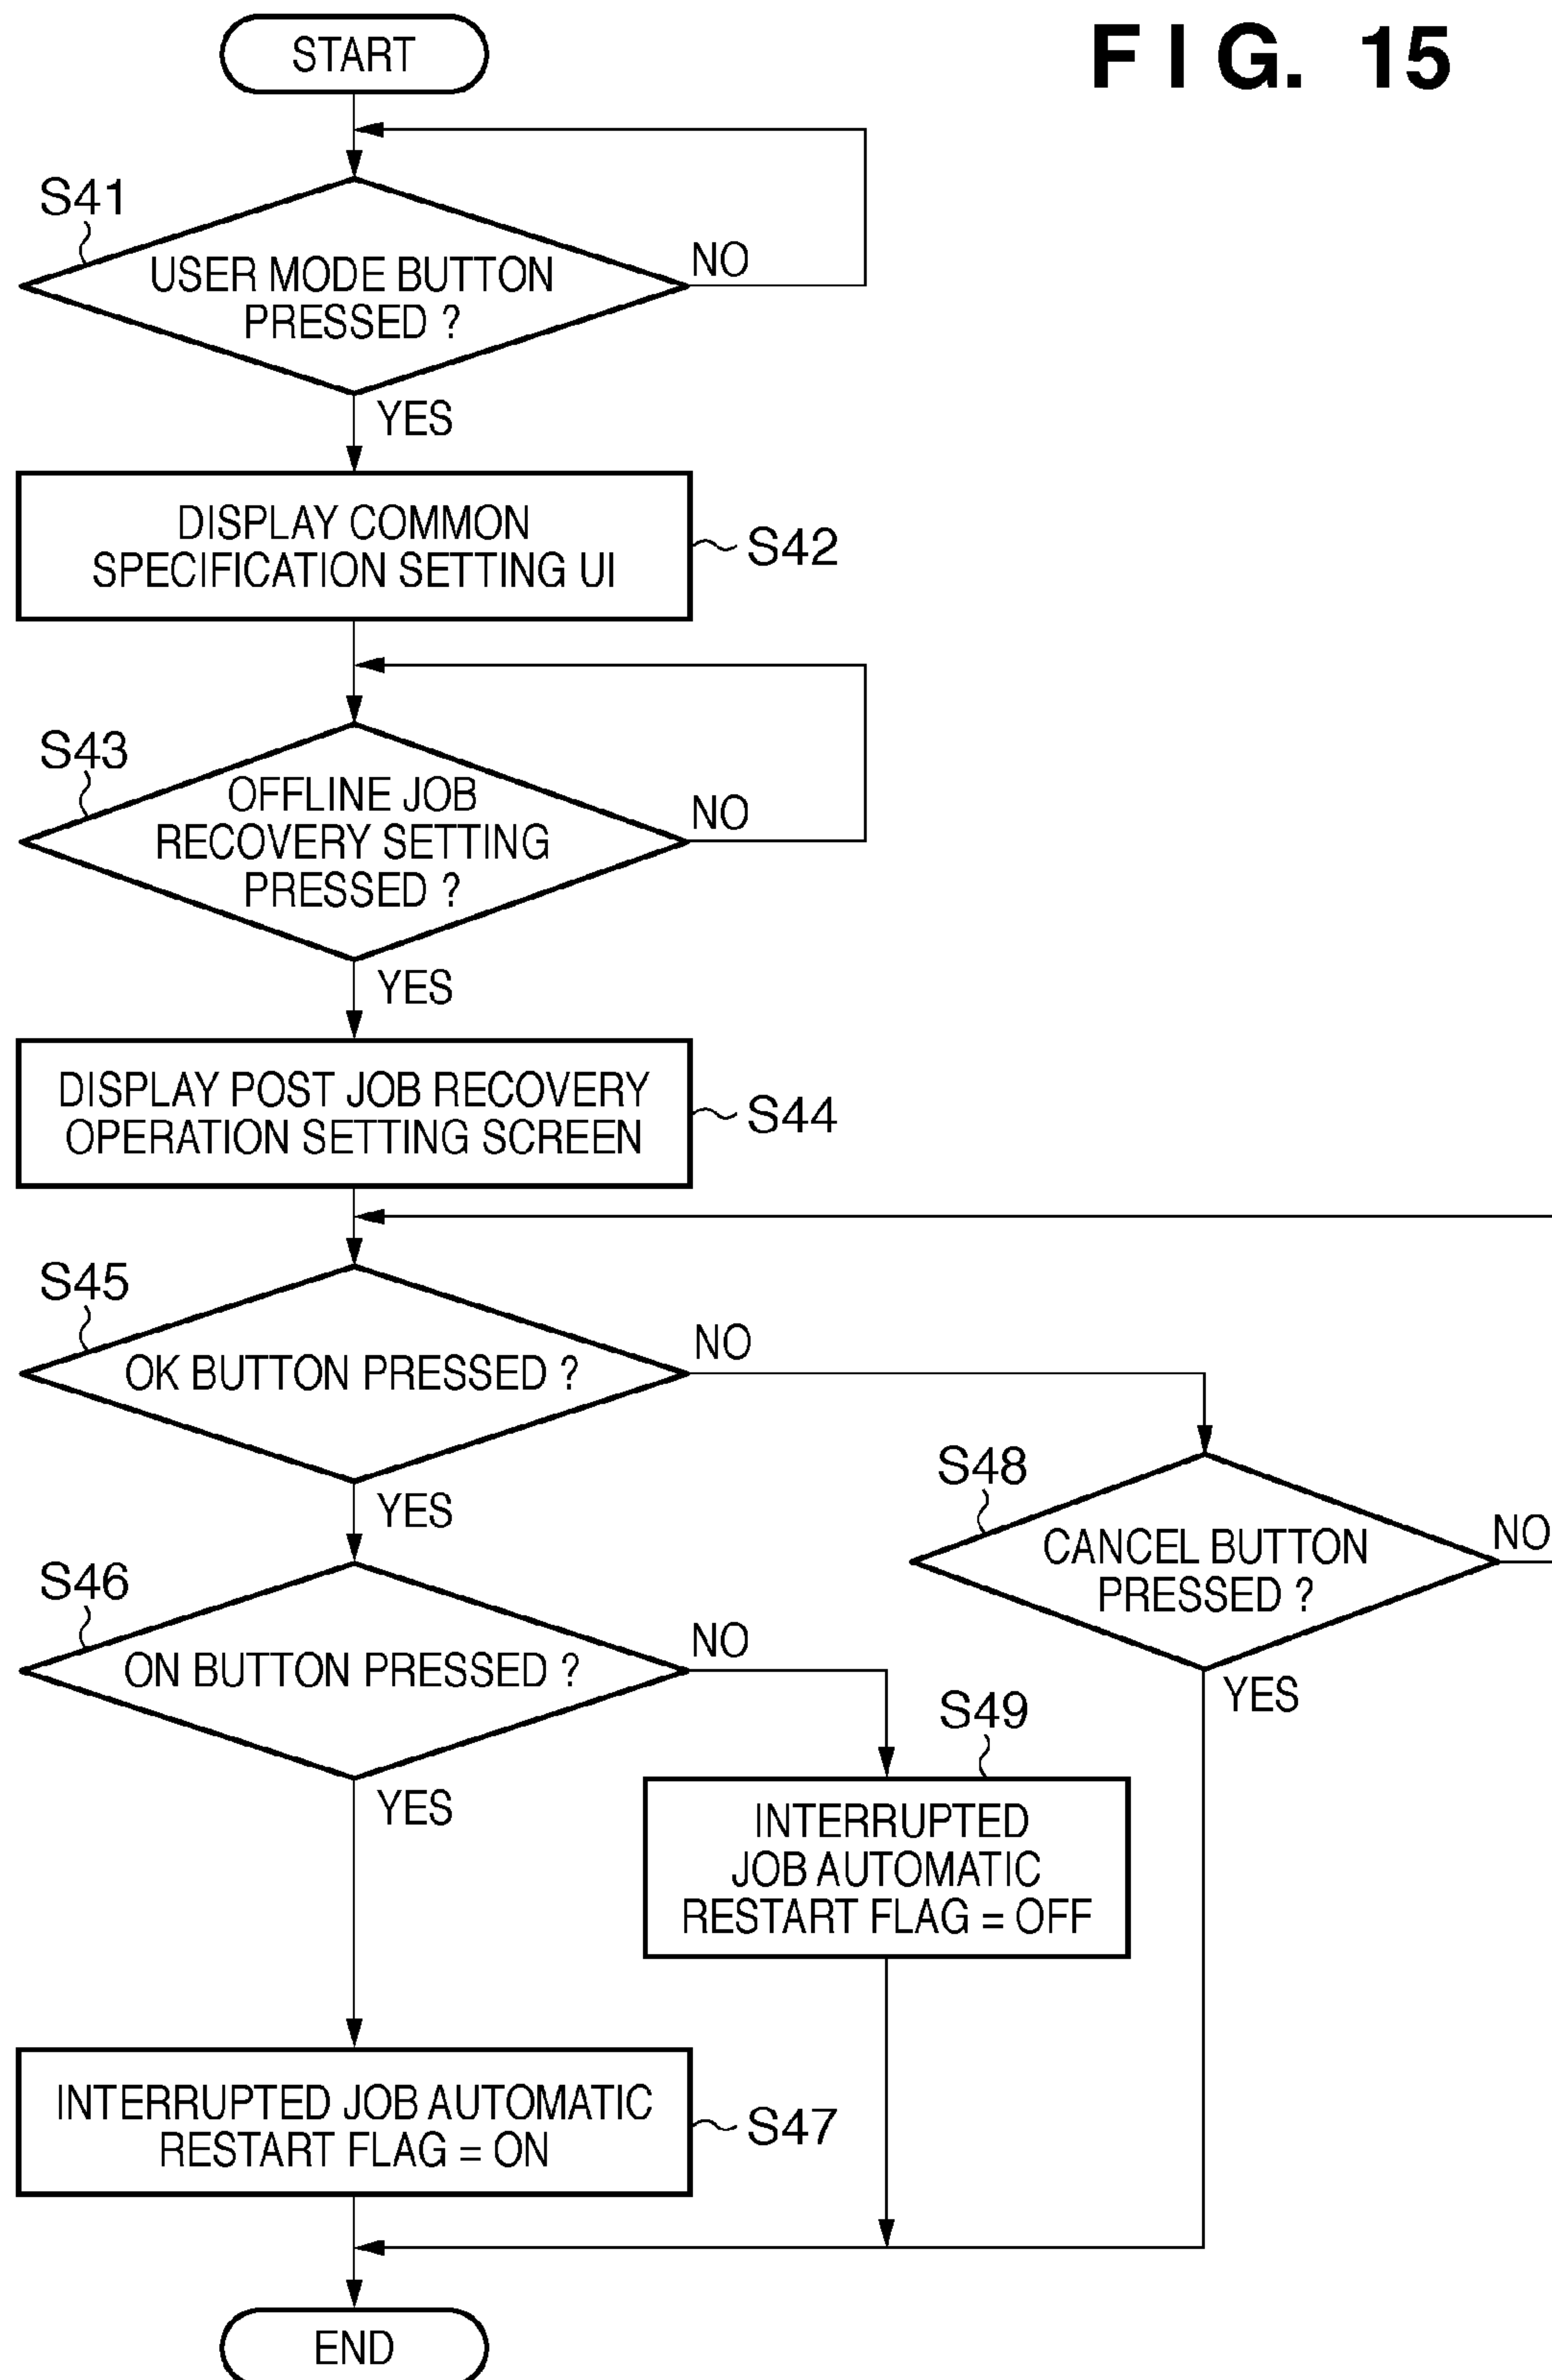 FIG. 15
START
S41
USER MODE BUTTON
PRESSED ?
NO
YES
DISPLAY COMMON
SPECIFICATION SETTING UI
S42
S43
OFFLINE JOB
RECOVERY SETTING
PRESSED ?
NO
YES
DISPLAY POST JOB RECOVERY
OPERATION SETTING SCREEN
S44
S45
OK BUTTON PRESSED ?
NO
YES
S48
CANCEL BUTTON
PRESSED ?
NO
YES
S46
ON BUTTON PRESSED ?
NO
YES
S49
INTERRUPTED
JOB AUTOMATIC
RESTART FLAG = OFF
INTERRUPTED JOB AUTOMATIC
RESTART FLAG = ON
S47
END